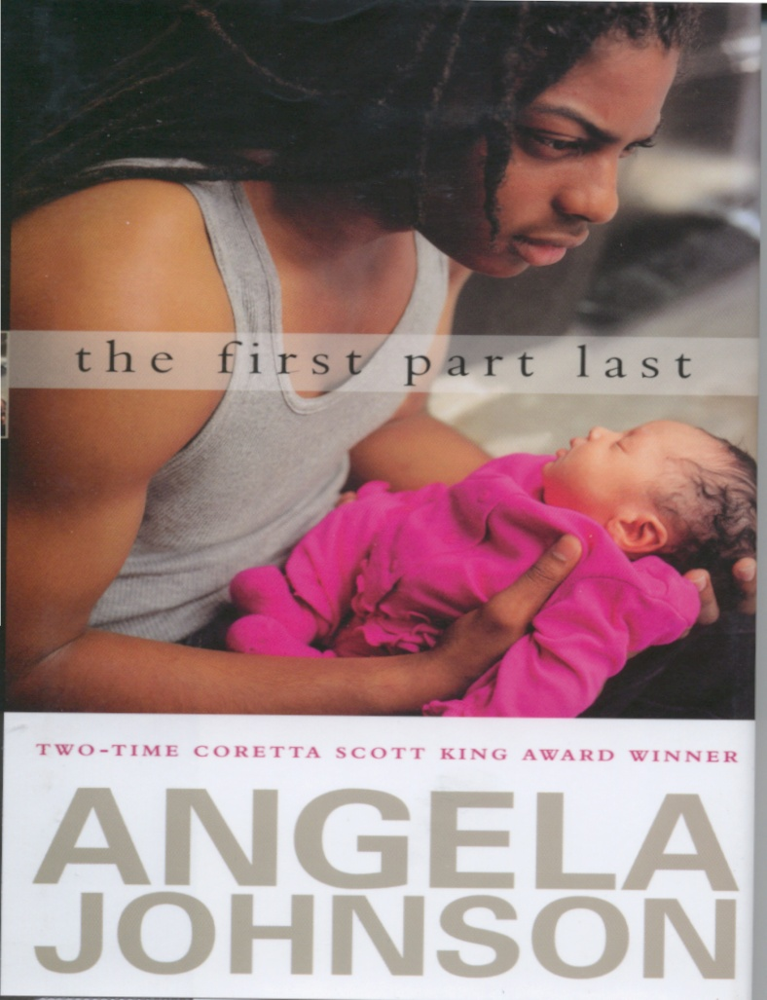 the first part last
TWO-TIME CORETTA SCOTT KING AWARD WINNER
ANGELA
JOHNSON